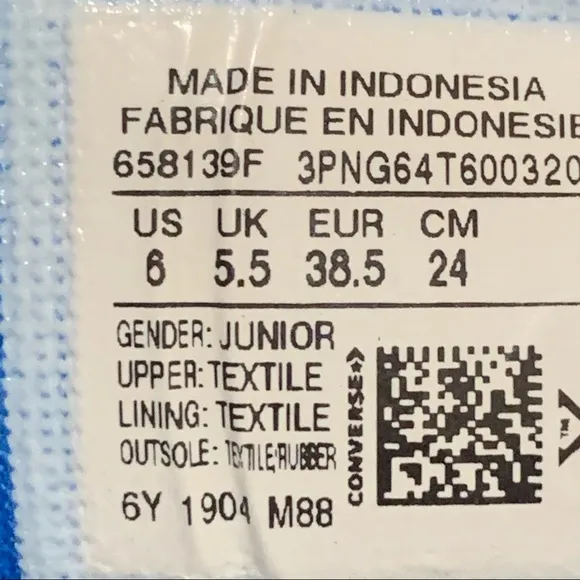 MADE IN INDONESIA
FABRIQUE EN INDONESIE
658139F 3PNG64T600320
US UK EUR CM
6 5.5 38.5 24
GENDER: JUNIOR
UPPER: TEXTILE
LINING: TEXTILE
OUTSOLE: TEXTILE/RUBBER
CONVERSE
6Y 1904 M88
TM